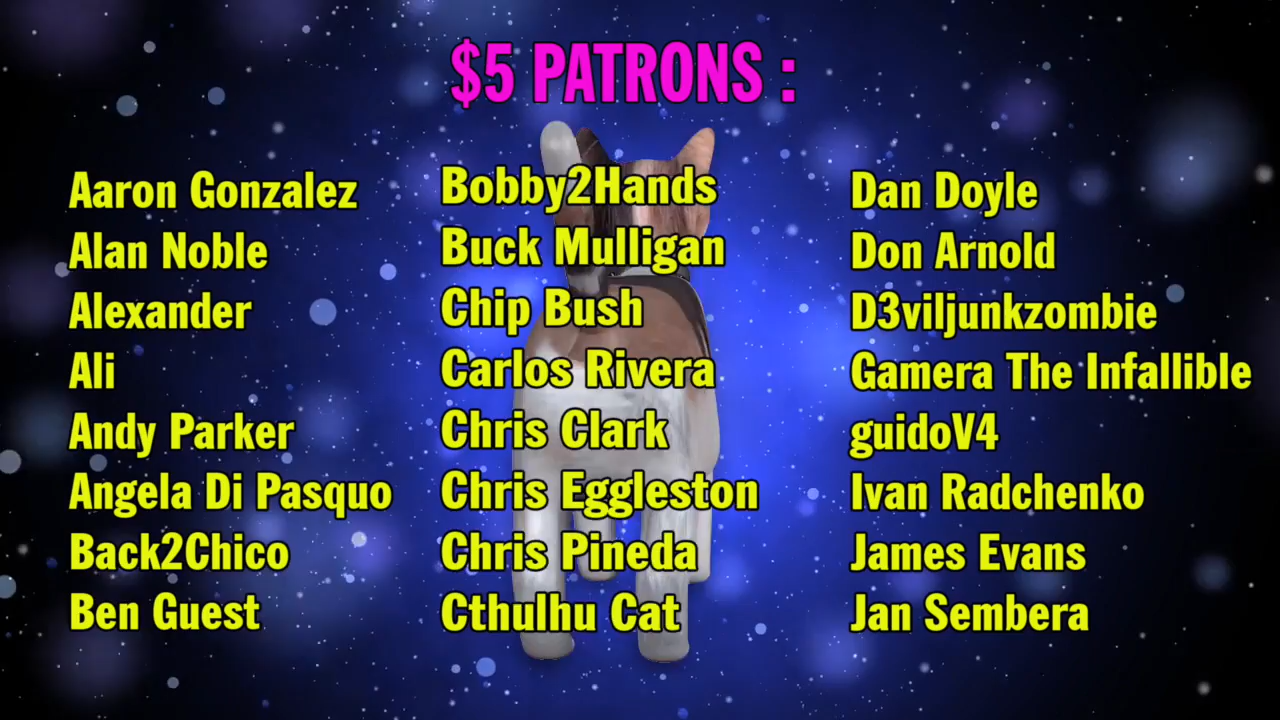 $5 PATRONS :
Aaron Gonzalez
Alan Noble
Alexander
Ali
Andy Parker
Angela Di Pasquo
Back2Chico
Ben Guest
Bobby2Hands
Buck Mulligan
Chip Bush
Carlos Rivera
Chris Clark
Chris Eggleston
Chris Pineda
Cthulhu Cat
Dan Doyle
Don Arnold
D3viljunkzombie
Gamera The Infallible
guidoV4
Ivan Radchenko
James Evans
Jan Sembera